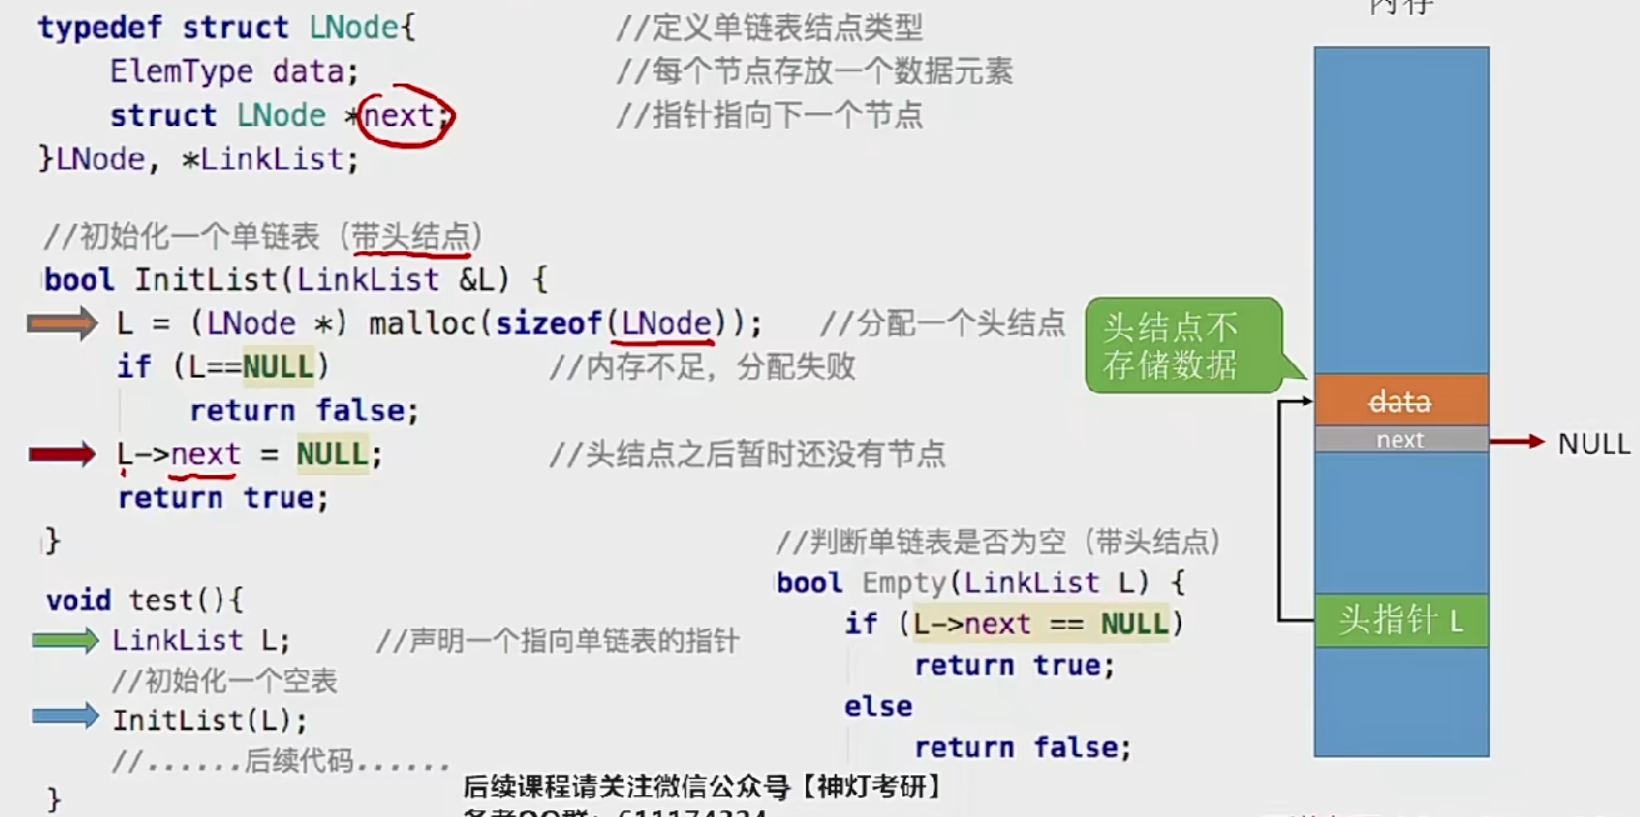 typedef struct LNode{ //定义单链表结点类型
ElemType data; //每个节点存放一个数据元素
struct LNode *next; //指针指向下一个节点
}LNode, *LinkList;
//初始化一个单链表（带头结点）
bool InitList(LinkList &L) {
L = (LNode *) malloc(sizeof(LNode)); //分配一个头结点
if (L==NULL) //内存不足，分配失败
return false;
L->next = NULL; //头结点之后暂时还没有节点
return true;
}
void test(){
LinkList L; //声明一个指向单链表的指针
//初始化一个空表
InitList(L);
//......后续代码......
}
//判断单链表是否为空（带头结点）
bool Empty(LinkList L) {
if (L->next == NULL)
return true;
else
return false;
内存
头结点不
存储数据
data
next
NULL
头指针 L
后续课程请关注微信公众号【神灯考研】